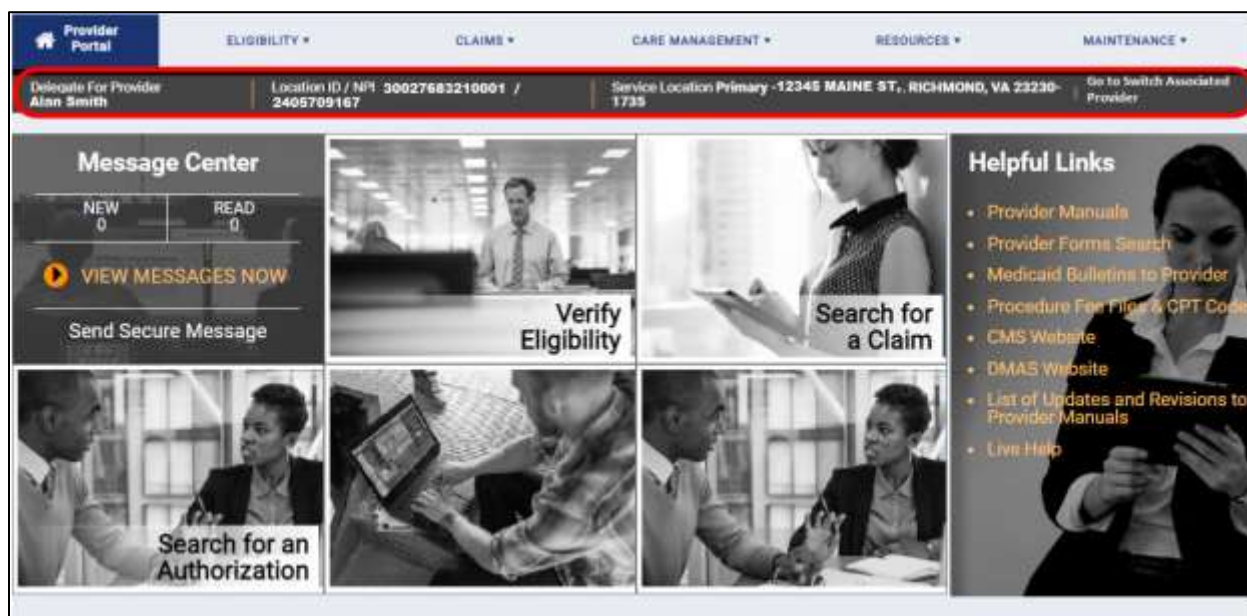 Provider
Portal
ELIGIBILITY
CLAIMS
CARE MANAGEMENT
RESOURCES
MAINTENANCE
Delegate For Provider
Alan Smith
Location ID / NPI 30027683210001 /
2405709167
Service Location Primary -12345 MAINE ST,. RICHMOND, VA 23230-
1735
Go to Switch Associated
Provider
Message Center
NEW
0
READ
0
VIEW MESSAGES NOW
Send Secure Message
Verify
Eligibility
Search for
a Claim
Search for an
Authorization
Helpful Links
• Provider Manuals
• Provider Forms Search
• Medicaid Bulletins to Provider
• Procedure Fee Files & CPT Code
• CMS Website
• DMAS Website
• List of Updates and Revisions to
Provider Manuals
• Live Help